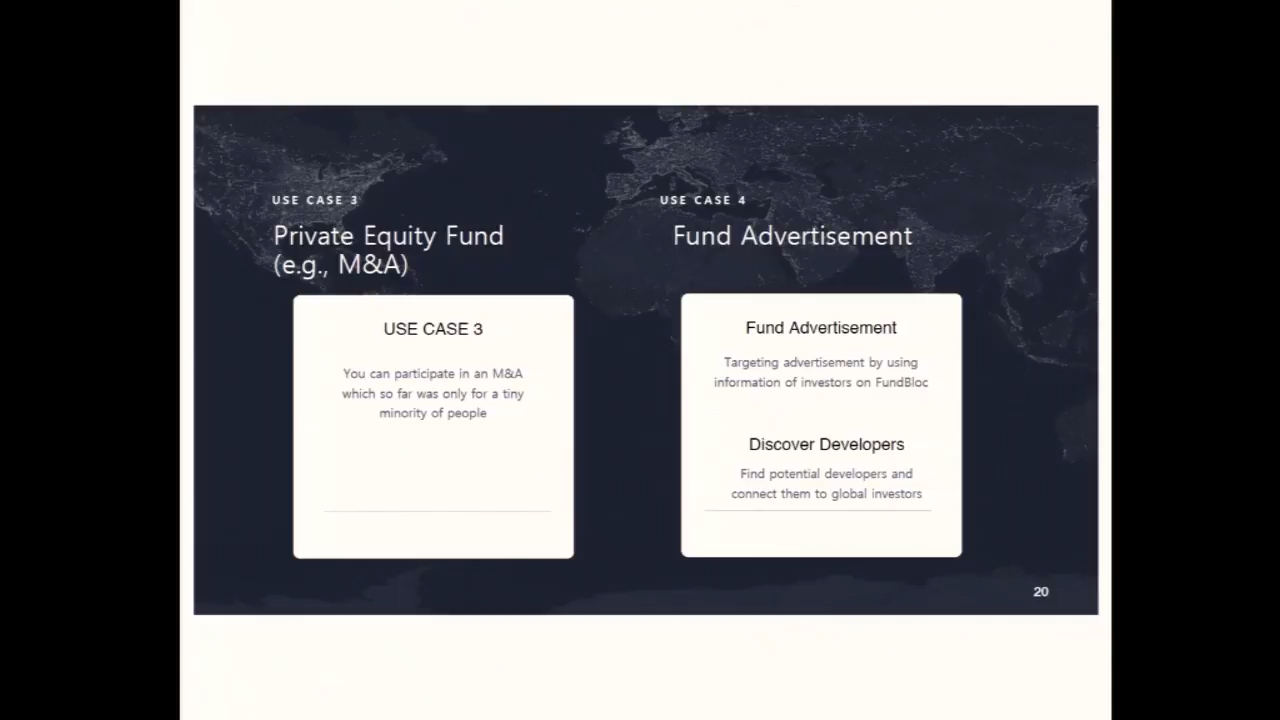 USE CASE 3
Private Equity Fund
(e.g., M&A)
USE CASE 3
You can participate in an M&A
which so far was only for a tiny
minority of people
USE CASE 4
Fund Advertisement
Fund Advertisement
Targeting advertisement by using
information of investors on FundBloc
Discover Developers
Find potential developers and
connect them to global investors
20